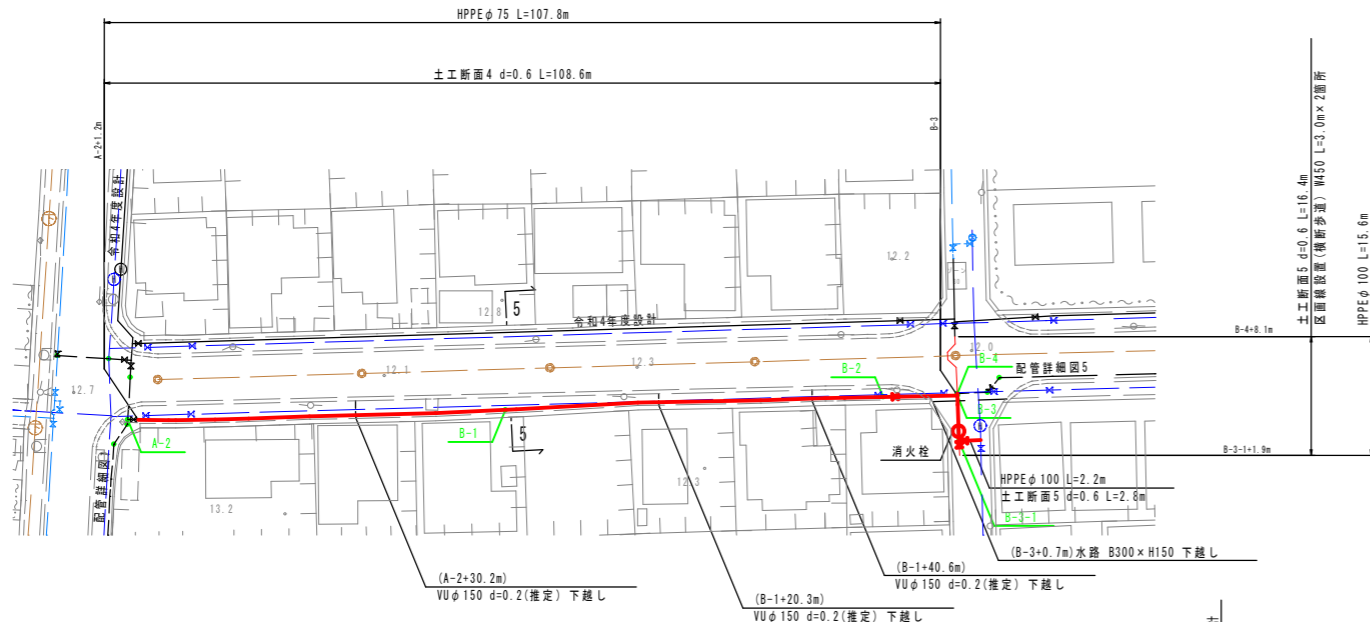 HPPEφ75 L=107.8m
土工断面4 d=0.6 L=108.6m
A-2+1.2m
B-3
土工断面5 d=0.6 L=16.4m
区画線設置(横断歩道) W450 L=3.0m×2箇所
HPPEφ100 L=15.6m
令和4年度設計
12.2
12.8
5
令和4年度設計
B-4+8.1m
12.0
12.3
B-4
配管詳細図5
12.7
12.1
B-2
B-3
A-2
B-1
5
消火栓
B-3-1+1.9m
配管詳細図
12.3
HPPEφ100 L=2.2m
土工断面5 d=0.6 L=2.8m
13.2
B-3-1
(B-3+0.7m)水路 B300×H150 下越し
(A-2+30.2m)
VUφ150 d=0.2(推定) 下越し
(B-1+40.6m)
VUφ150 d=0.2(推定) 下越し
(B-1+20.3m)
VUφ150 d=0.2(推定) 下越し